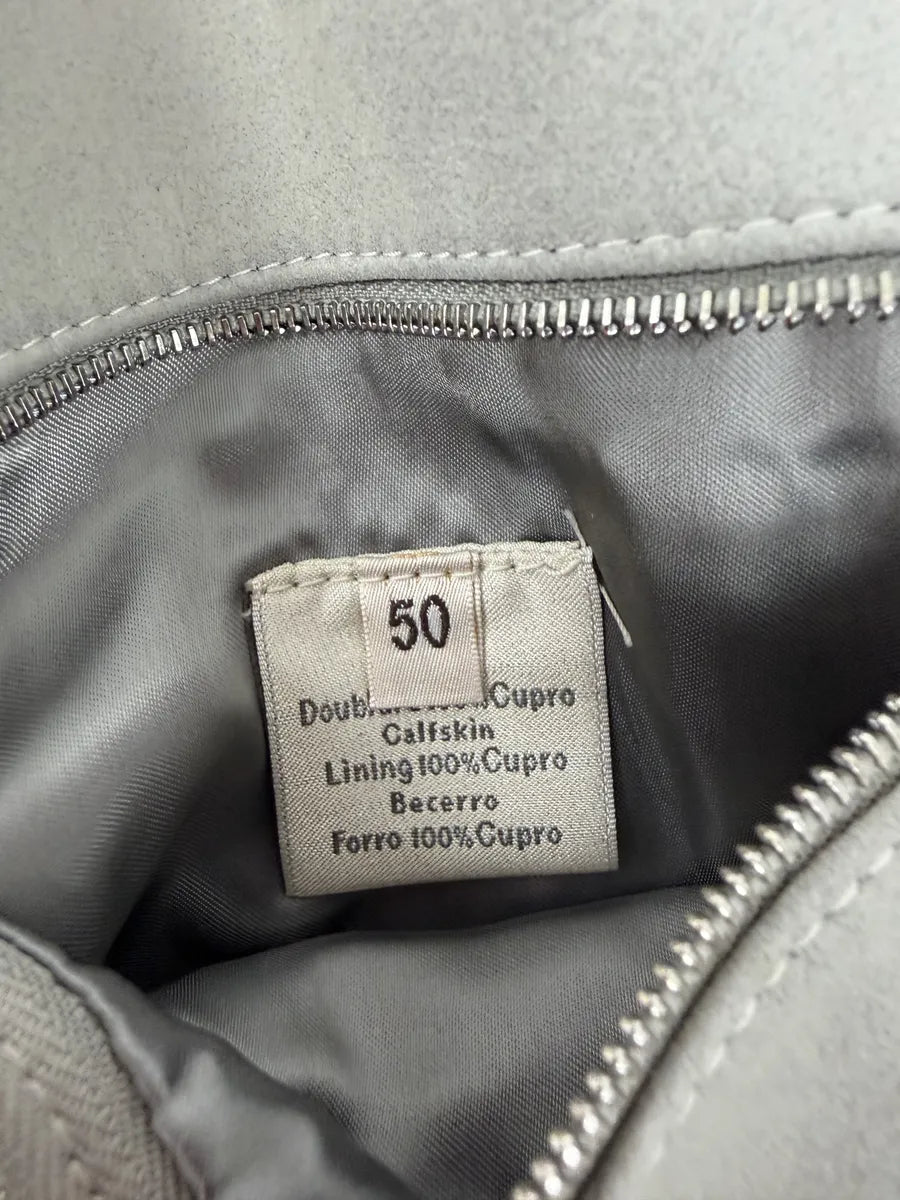 50
Cupro
Calfskin
Lining 100% Cupro
Becerro
Forro 100% Cupro